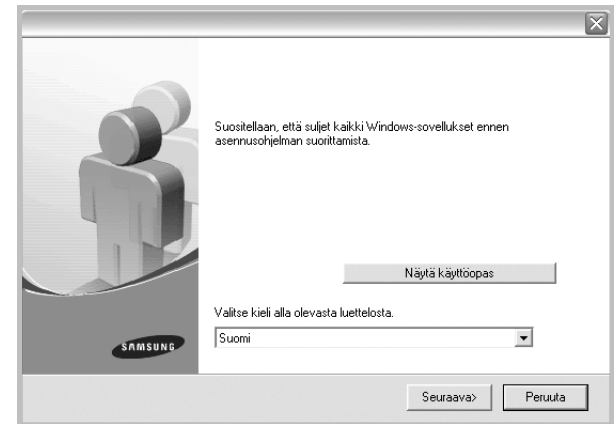 Suositellaan, että suljet kaikki Windows-sovellukset ennen
asennusohjelman suorittamista.
Näytä käyttöopas
Valitse kieli alla olevasta luettelosta.
Suomi
SAMSUNG
Seuraava>
Peruuta